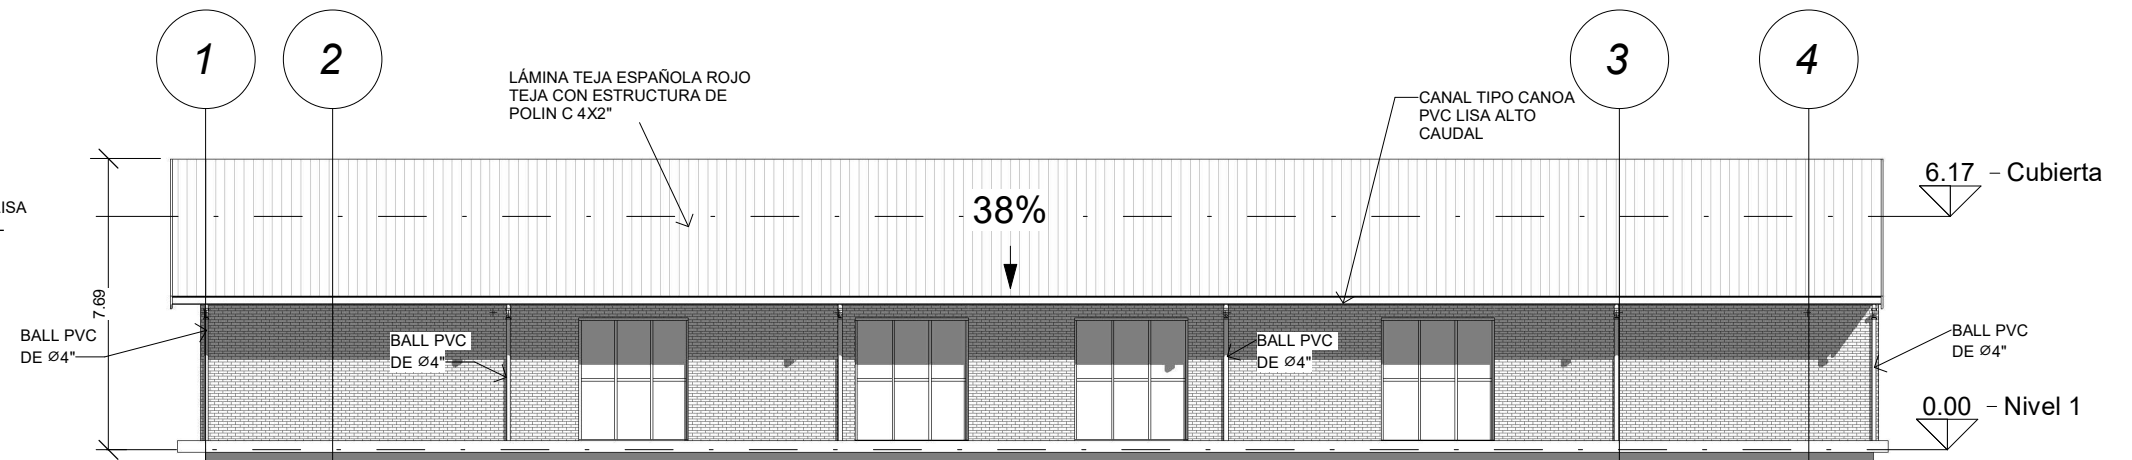 1
2
3
4
LÁMINA TEJA ESPAÑOLA ROJO
TEJA CON ESTRUCTURA DE
POLIN C 4X2"
CANAL TIPO CANOA
PVC LISA ALTO
CAUDAL
6.17 - Cubierta
38%
7.69
BALL PVC
DE Ø4"
BALL PVC
DE Ø4"
BALL PVC
DE Ø4"
BALL PVC
DE Ø4"
0.00 - Nivel 1